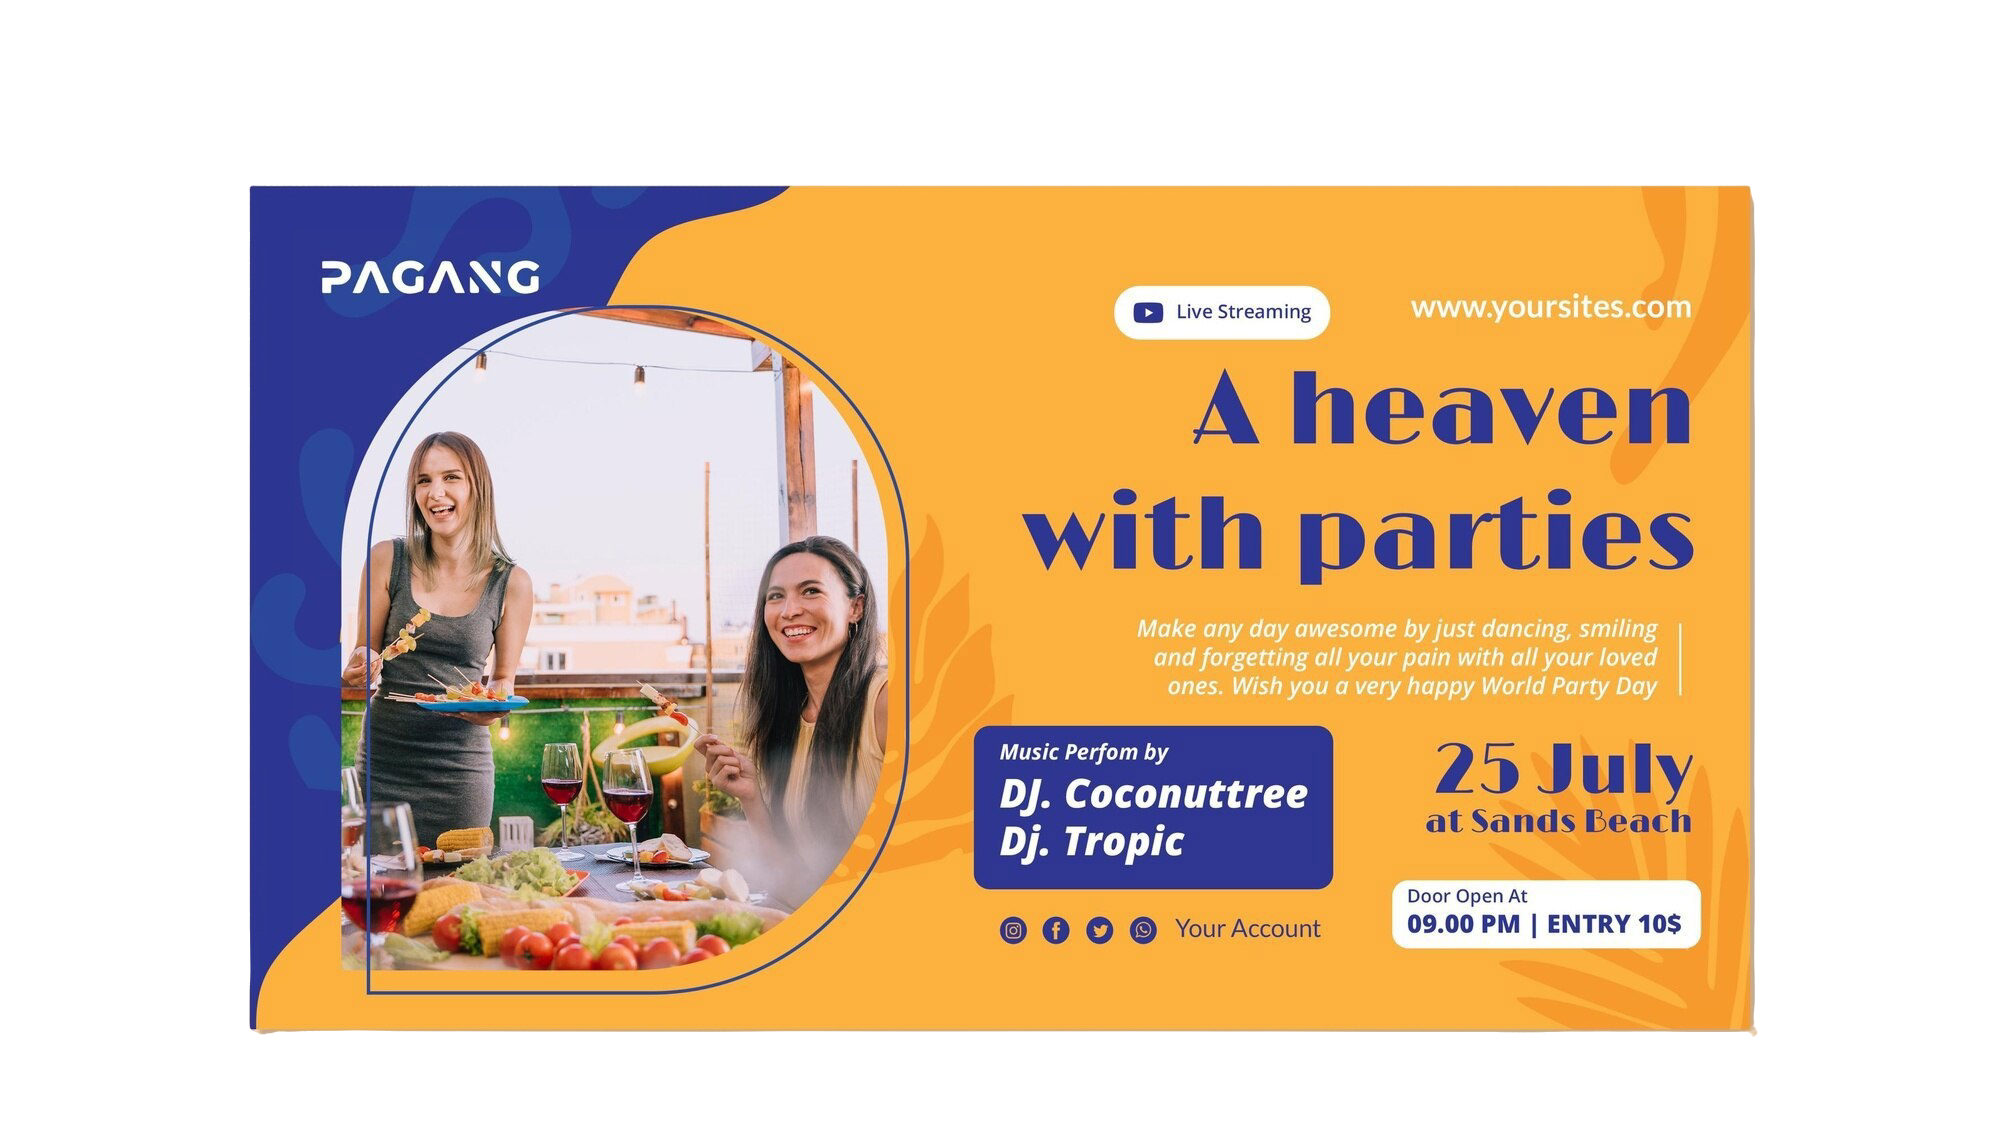 PAGANG
Live Streaming
www.yoursites.com
A heaven
with parties
Make any day awesome by just dancing, smiling
and forgetting all your pain with all your loved
ones. Wish you a very happy World Party Day
Music Perfom by
DJ. Coconuttree
Dj. Tropic
25 July
at Sands Beach
Door Open At
09.00 PM | ENTRY 10$
Your Account